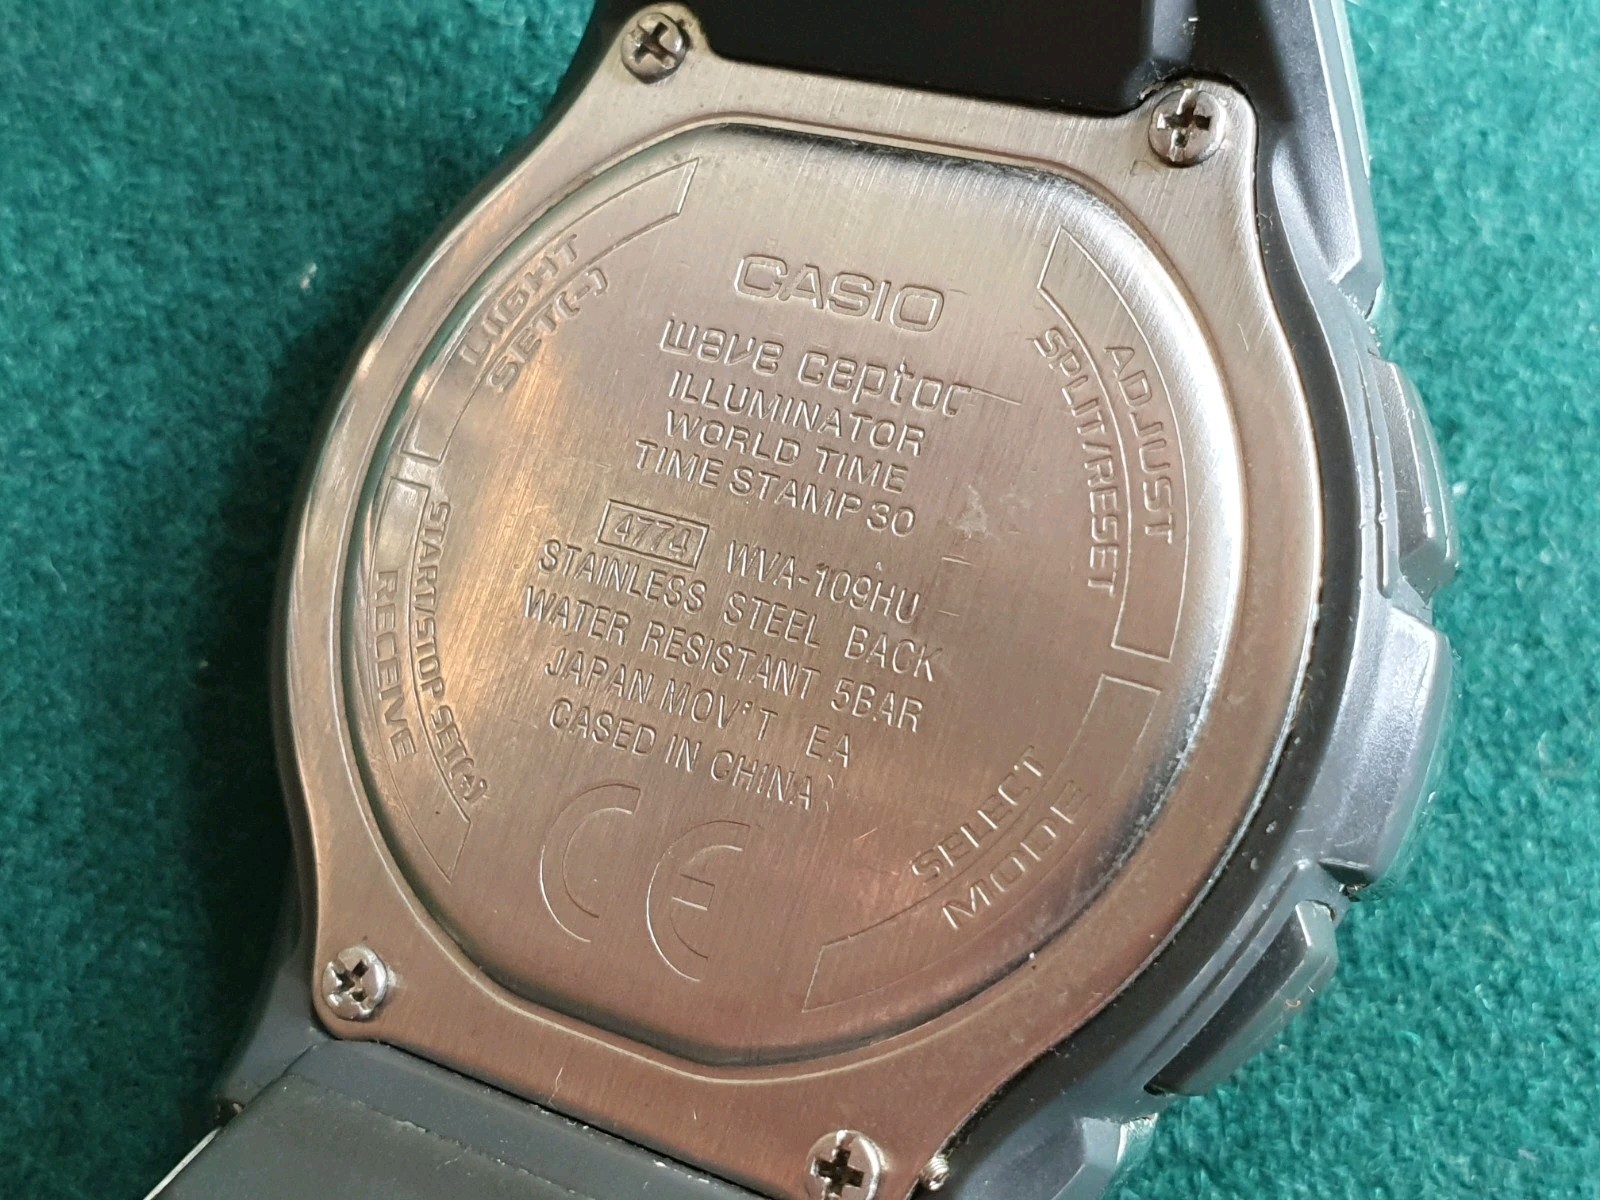 CASIO
wave ceptor
ILLUMINATOR
WORLD TIME
TIME STAMP 30
4774 WVA-109HU
STAINLESS STEEL BACK
WATER RESISTANT 5BAR
JAPAN MOV'T EA
CASED IN CHINA
CE
LIGHT
SET(-)
ADJUST
SPLIT/RESET
START/STOP SET(+)
RECEIVE
SELECT
MODE